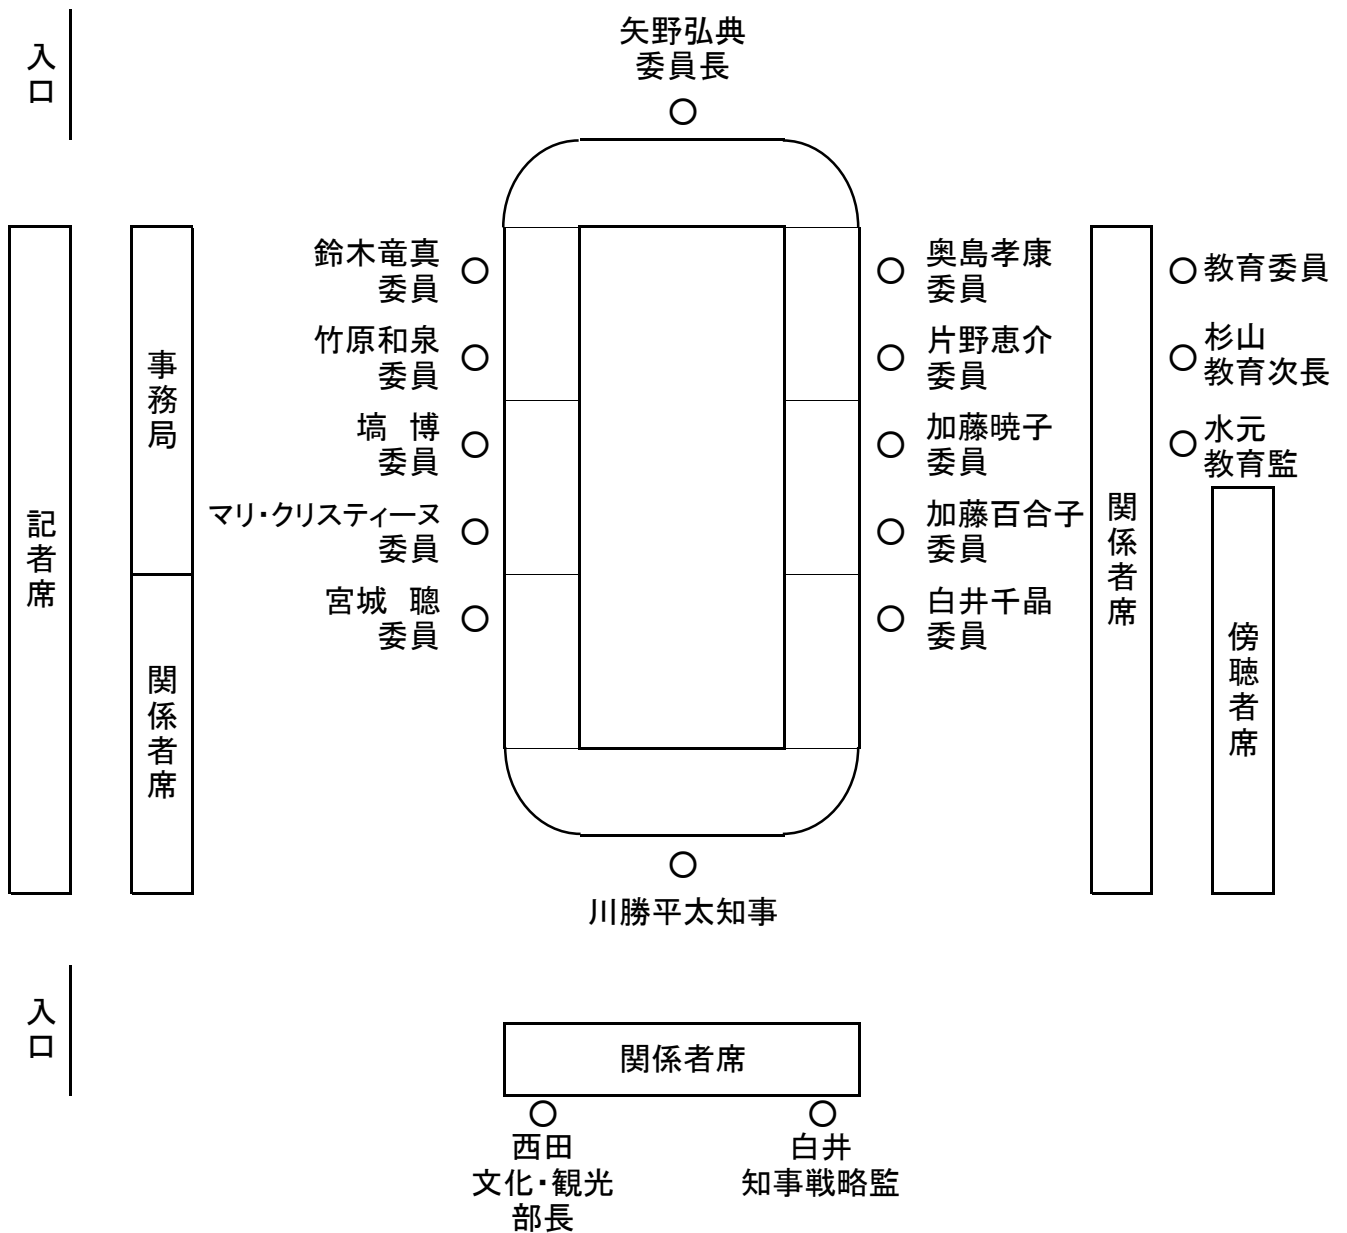 入口
矢野弘典
委員長
鈴木竜真
委員
竹原和泉
委員
塙　博
委員
マリ・クリスティーヌ
委員
宮城　聰
委員
奥島孝康
委員
片野恵介
委員
加藤暁子
委員
加藤百合子
委員
白井千晶
委員
教育委員
杉山
教育次長
水元
教育監
記者席
事務局
関係者席
関係者席
傍聴者席
川勝平太知事
入口
関係者席
西田
文化・観光
部長
白井
知事戦略監